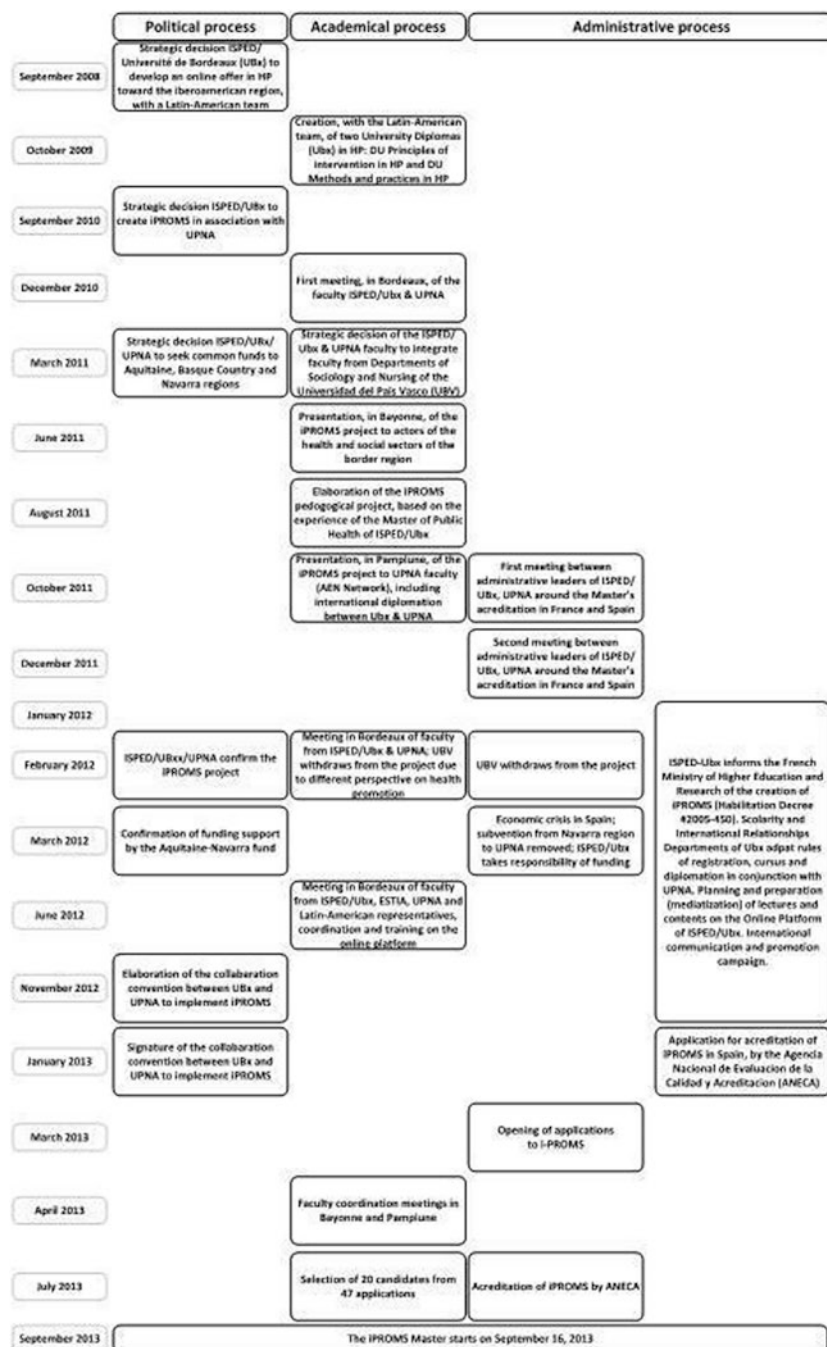 Political process
Academical process
Administrative process
September 2008
Strategic decision ISPED/
Université de Bordeaux (UBx) to
develop an online offer in HP
toward the iberoamerican region,
with a Latin-American team
October 2009
Creation, with the Latin-American
team, of two University Diplomas
(Ubx) in HP: DU Principles of
intervention in HP and DU
Methods and practices in HP
September 2010
Strategic decision ISPED/UBx to
create iPROMS in association with
UPNA
December 2010
First meeting, in Bordeaux, of the
faculty ISPED/Ubx & UPNA
March 2011
Strategic decision ISPED/UBx/
UPNA to seek common funds to
Aquitaine, Basque Country and
Navarra regions
Strategic decision of the ISPED/
Ubx & UPNA faculty to integrate
faculty from Departments of
Sociology and Nursing of the
Universidad del País Vasco (UBV)
June 2011
Presentation, in Bayonne, of the
iPROMS project to actors of the
health and social sectors of the
border region
August 2011
Elaboration of the iPROMS
pedogogical project, based on the
experience of the Master of Public
Health of ISPED/Ubx
October 2011
Presentation, in Pamplune, of the
iPROMS project to UPNA faculty
(AEN Network), including
international diplomation
between Ubx & UPNA
First meeting between
administrative leaders of ISPED/
UBx, UPNA around the Master's
acreditation in France and Spain
December 2011
Second meeting between
administrative leaders of ISPED/
UBx, UPNA around the Master's
acreditation in France and Spain
January 2012
ISPED-Ubx informs the French
Ministry of Higher Education and
Research of the creation of
iPROMS (Habilitation Decree
#2005-450). Scolarity and
International Relationships
Departments of Ubx adpat rules
of registration, cursus and
diplomation in conjunction with
UPNA. Planning and preparation
(mediatization) of lectures and
contents on the Online Platform
of ISPED/Ubx. International
communication and promotion
campaign.
February 2012
ISPED/UBxx/UPNA confirm the
iPROMS project
Meeting in Bordeaux of faculty
from ISPED/Ubx & UPNA; UBV
withdraws from the project due
to different perspective on health
promotion
UBV withdraws from the project
March 2012
Confirmation of funding support
by the Aquitaine-Navarra fund
Economic crisis in Spain;
subvention from Navarra region
to UPNA removed; ISPED/Ubx
takes responsibility of funding
June 2012
Meeting in Bordeaux of faculty
from ISPED/Ubx, ESTIA, UPNA and
Latin-American representatives,
coordination and training on the
online platform
November 2012
Elaboration of the collaboration
convention between UBx and
UPNA to implement iPROMS
January 2013
Signature of the collaboration
convention between UBx and
UPNA to implement iPROMS
Application for acreditation of
iPROMS in Spain, by the Agencia
Nacional de Evaluacion de la
Calidad y Acreditacion (ANECA)
March 2013
Opening of applications
to i-PROMS
April 2013
Faculty coordination meetings in
Bayonne and Pamplune
July 2013
Selection of 20 candidates from
47 applications
Acreditation of iPROMS by ANECA
September 2013
The iPROMS Master starts on September 16, 2013